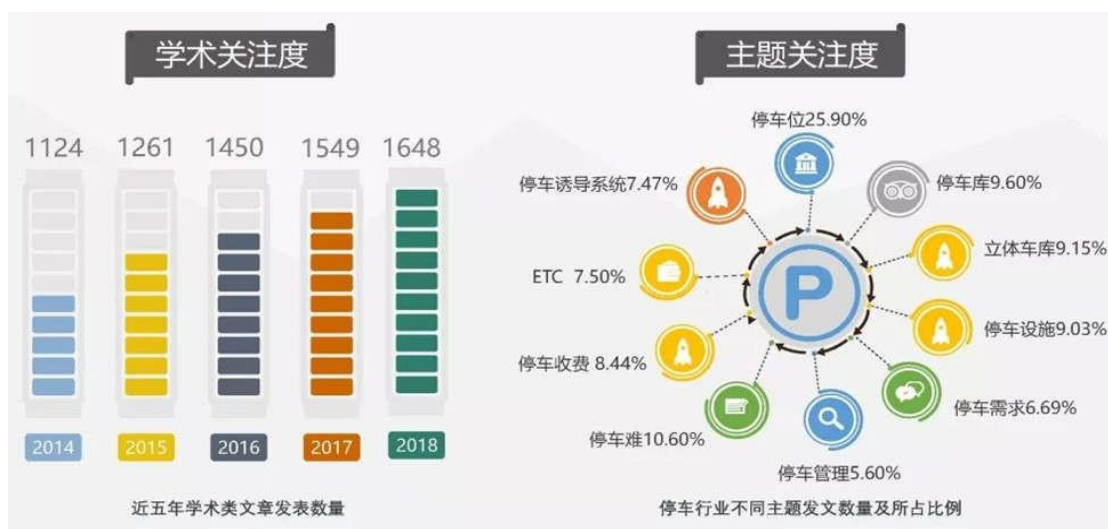 学术关注度
1124
1261
1450
1549
1648
2014
2015
2016
2017
2018
近五年学术类文章发表数量
主题关注度
停车位25.90%
停车诱导系统7.47%
停车库9.60%
立体车库9.15%
ETC 7.50%
P
停车设施9.03%
停车收费 8.44%
停车需求6.69%
停车难10.60%
停车管理5.60%
停车行业不同主题发文数量及所占比例